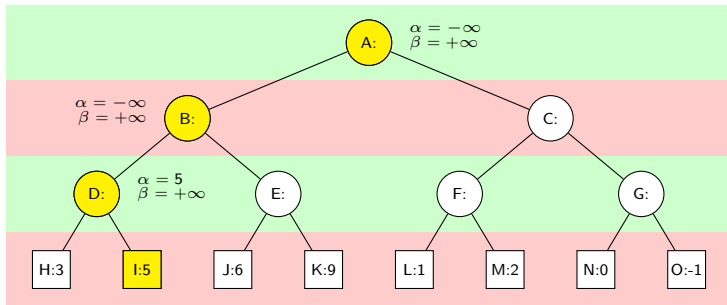 A:
α = −∞
β = +∞
α = −∞
β = +∞
B:
C:
D:
α = 5
β = +∞
E:
F:
G:
H:3
I:5
J:6
K:9
L:1
M:2
N:0
O:-1